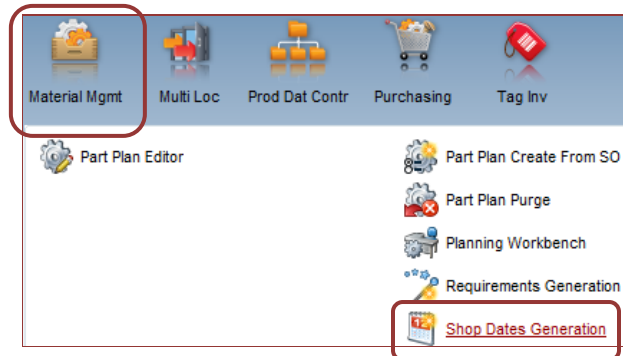 Material Mgmt Multi Loc Prod Dat Contr Purchasing Tag Inv
Part Plan Editor
Part Plan Create From SO
Part Plan Purge
Planning Workbench
Requirements Generation
Shop Dates Generation